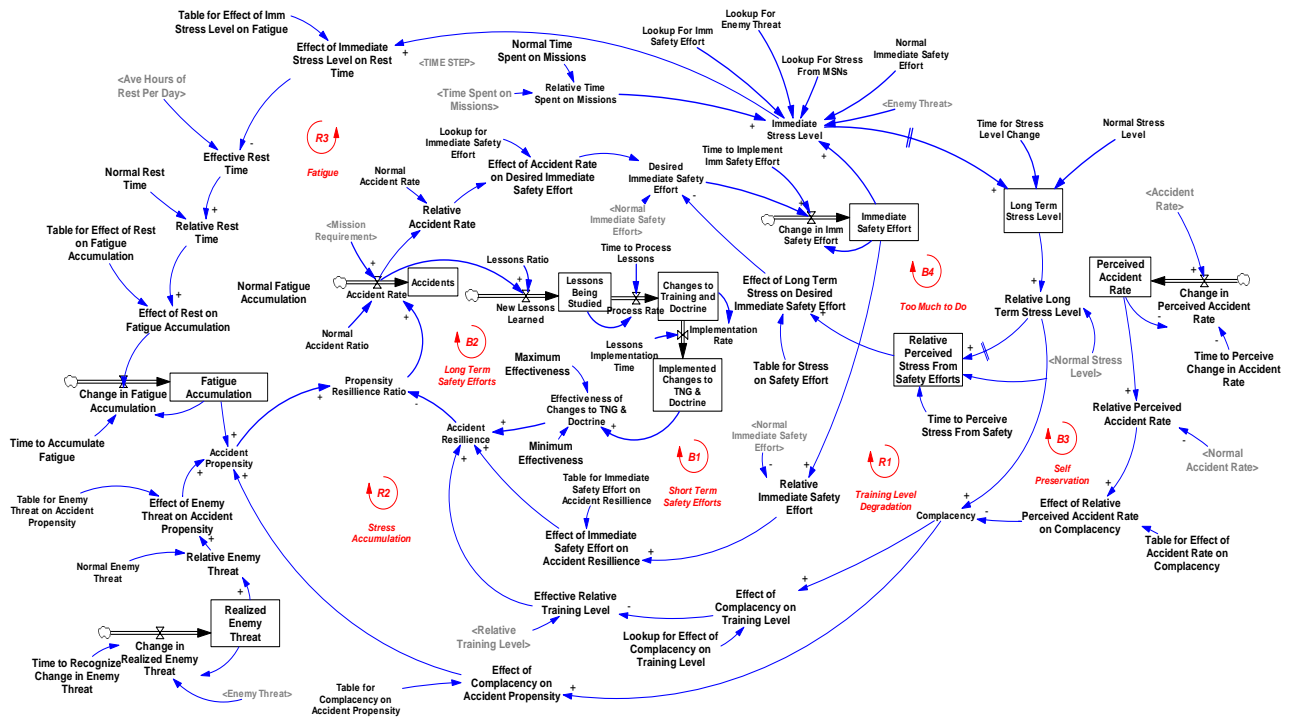 Table for Effect of Imm
Stress Level on Fatigue
Effect of Immediate
Stress Level on Rest
Time
+
<TIME STEP>
Normal Time
Spent on Missions
Lookup For Imm
Safety Effort
Lookup For
Enemy Threat
Lookup For Stress
From MSNs
Normal
Immediate Safety
Effort
<Ave Hours of
Rest Per Day>
<Time Spent on
Missions>
Relative Time
Spent on Missions
<Enemy Threat>
+
Immediate
Stress Level
+
Time for Stress
Level Change
Normal Stress
Level
R3
Fatigue
-
Effective Rest
Time
Lookup for
Immediate Safety
Effort
Effect of Accident Rate
on Desired Immediate
Safety Effort
Desired
Immediate Safety
Effort
-
Time to Implement
Imm Safety Effort
+
Long Term
Stress Level
<Accident
Rate>
Normal Rest
Time
Normal
Accident Rate
+
Relative
Accident Rate
<Normal
Immediate Safety
Effort>
+
Change in Imm
Safety Effort
Immediate
Safety Effort
+
Relative Rest
Time
<Mission
Requirement>
Table for Effect of Rest
on Fatigue Accumulation
Time to Process
Lessons
B4
Too Much to Do
Perceived
Accident
Rate
+
Change in
Perceived Accident
Rate
-
-
Time to Perceive
Change in Accident
Rate
Normal Fatigue
Accumulation
+
Accidents
Accident Rate
+
Lessons Ratio
+
New Lessons
Learned
Lessons
Being
Studied
+
Process Rate
Changes to
Training and
Doctrine
Implementation
Rate
Effect of Long Term
Stress on Desired
Immediate Safety Effort
+
+
Relative Long
Term Stress Level
+
Effect of Rest on
Fatigue Accumulation
Normal
Accident Ratio
B2
Long Term
Safety Efforts
Lessons
Implementation
Time
Maximum
Effectiveness
Implemented
Changes to
TNG &
Doctrine
Table for Stress
on Safety Effort
Relative
Perceived
Stress From
Safety Efforts
+
<Normal Stress
Level>
Change in Fatigue
Accumulation
Fatigue
Accumulation
Propensity
Resillience Ratio
+
-
Effectiveness of
Changes to TNG &
Doctrine
+
Minimum
Effectiveness
Time to Perceive
Stress From Safety
+
Relative Perceived
Accident Rate
-
<Normal
Accident Rate>
Time to Accumulate
Fatigue
+
Accident
Propensity
+
+
Accident
Resillience
+
+
+
<Normal
Immediate Safety
Effort>
-
+
Relative
Immediate Safety
Effort
B1
Short Term
Safety Efforts
R1
Training Level
Degradation
B3
Self
Preservation
Table for Enemy
Threat on Accident
Propensity
Effect of Enemy
Threat on Accident
Propensity
+
R2
Stress
Accumulation
Table for Immediate
Safety Effort on Accident
Resillience
Effect of Immediate
Safety Effort on
Accident Resillience
+
+
Complacency
-
+
Effect of Relative
Perceived Accident Rate
on Complacency
Table for Effect of
Accident Rate on
Complacency
Normal Enemy
Threat
Relative Enemy
Threat
+
Realized
Enemy
Threat
Change in
Realized Enemy
Threat
Time to Recognize
Change in Enemy
Threat
<Enemy Threat>
Effective Relative
Training Level
-
<Relative
Training Level>
+
Effect of
Complacency on
Training Level
Lookup for Effect of
Complacency on
Training Level
Table for
Complacency on
Accident Propensity
Effect of
Complacency on
Accident Propensity
+